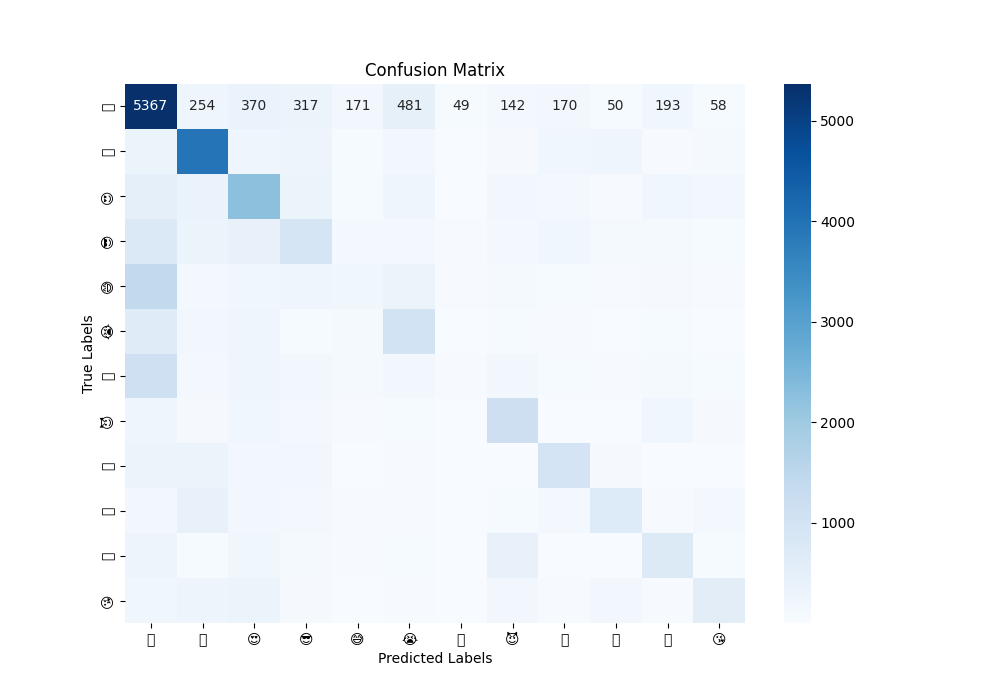 Confusion Matrix
5367 254 370 317 171 481 49 142 170 50 193 58
True Labels
😍
😎
😅
😭
😈
😘
5000
4000
3000
2000
1000
😍 😎 😅 😭 😈 😘
Predicted Labels